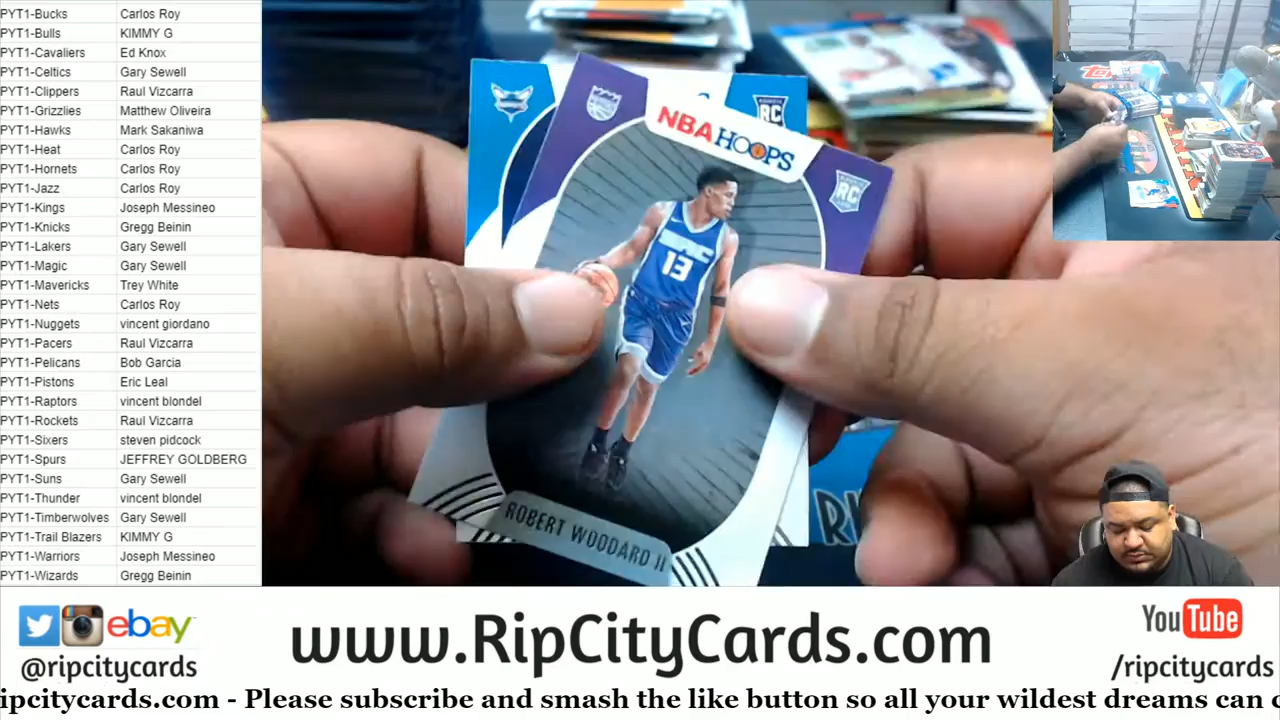 PYT1-Bucks Carlos Roy
PYT1-Bulls KIMMY G
PYT1-Cavaliers Ed Knox
PYT1-Celtics Gary Sewell
PYT1-Clippers Raul Vizcarra
PYT1-Grizzlies Matthew Oliveira
PYT1-Hawks Mark Sakaniwa
PYT1-Heat Carlos Roy
PYT1-Hornets Carlos Roy
PYT1-Jazz Carlos Roy
PYT1-Kings Joseph Messineo
PYT1-Knicks Gregg Beinin
PYT1-Lakers Gary Sewell
PYT1-Magic Gary Sewell
PYT1-Mavericks Trey White
PYT1-Nets Carlos Roy
PYT1-Nuggets vincent giordano
PYT1-Pacers Raul Vizcarra
PYT1-Pelicans Bob Garcia
PYT1-Pistons Eric Leal
PYT1-Raptors vincent blondel
PYT1-Rockets Raul Vizcarra
PYT1-Sixers steven pidcock
PYT1-Spurs JEFFREY GOLDBERG
PYT1-Suns Gary Sewell
PYT1-Thunder vincent blondel
PYT1-Timberwolves Gary Sewell
PYT1-Trail Blazers KIMMY G
PYT1-Warriors Joseph Messineo
PYT1-Wizards Gregg Beinin
RC
NBA HOOPS
RC
SAC
13
ROBERT WOODARD II
RI
PANINI
ebay
@ripcitycards
www.RipCityCards.com
YouTube
/ripcitycards
ripcitycards.com - Please subscribe and smash the like button so all your wildest dreams can